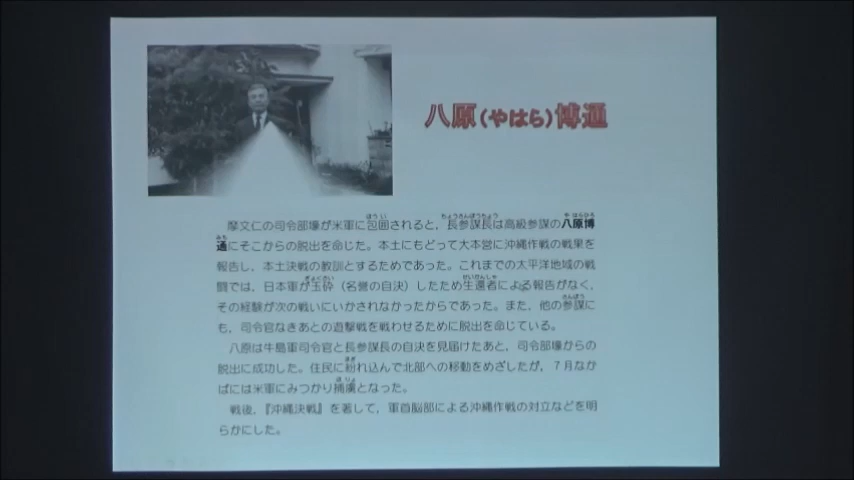 八原(やはら)博通
摩文仁の司令部壕が米軍に包囲されると，長参謀長は高級参謀の八原博
通にそこからの脱出を命じた。本土にもどって大本営に沖縄作戦の戦果を
報告し，本土決戦の教訓とするためであった。これまでの太平洋地域の戦
闘では，日本軍が玉砕（名誉の自決）したため生還者による報告がなく，
その経験が次の戦いにいかされなかったからであった。また，他の参謀に
も，司令官なきあとの遊撃戦を戦わせるために脱出を命じている。
八原は牛島軍司令官と長参謀長の自決を見届けたあと，司令部壕からの
脱出に成功した。住民に紛れ込んで北部への移動をめざしたが，７月なか
ばには米軍にみつかり捕虜となった。
戦後，『沖縄決戦』を著して，軍首脳部による沖縄作戦の対立などを明
らかにした。